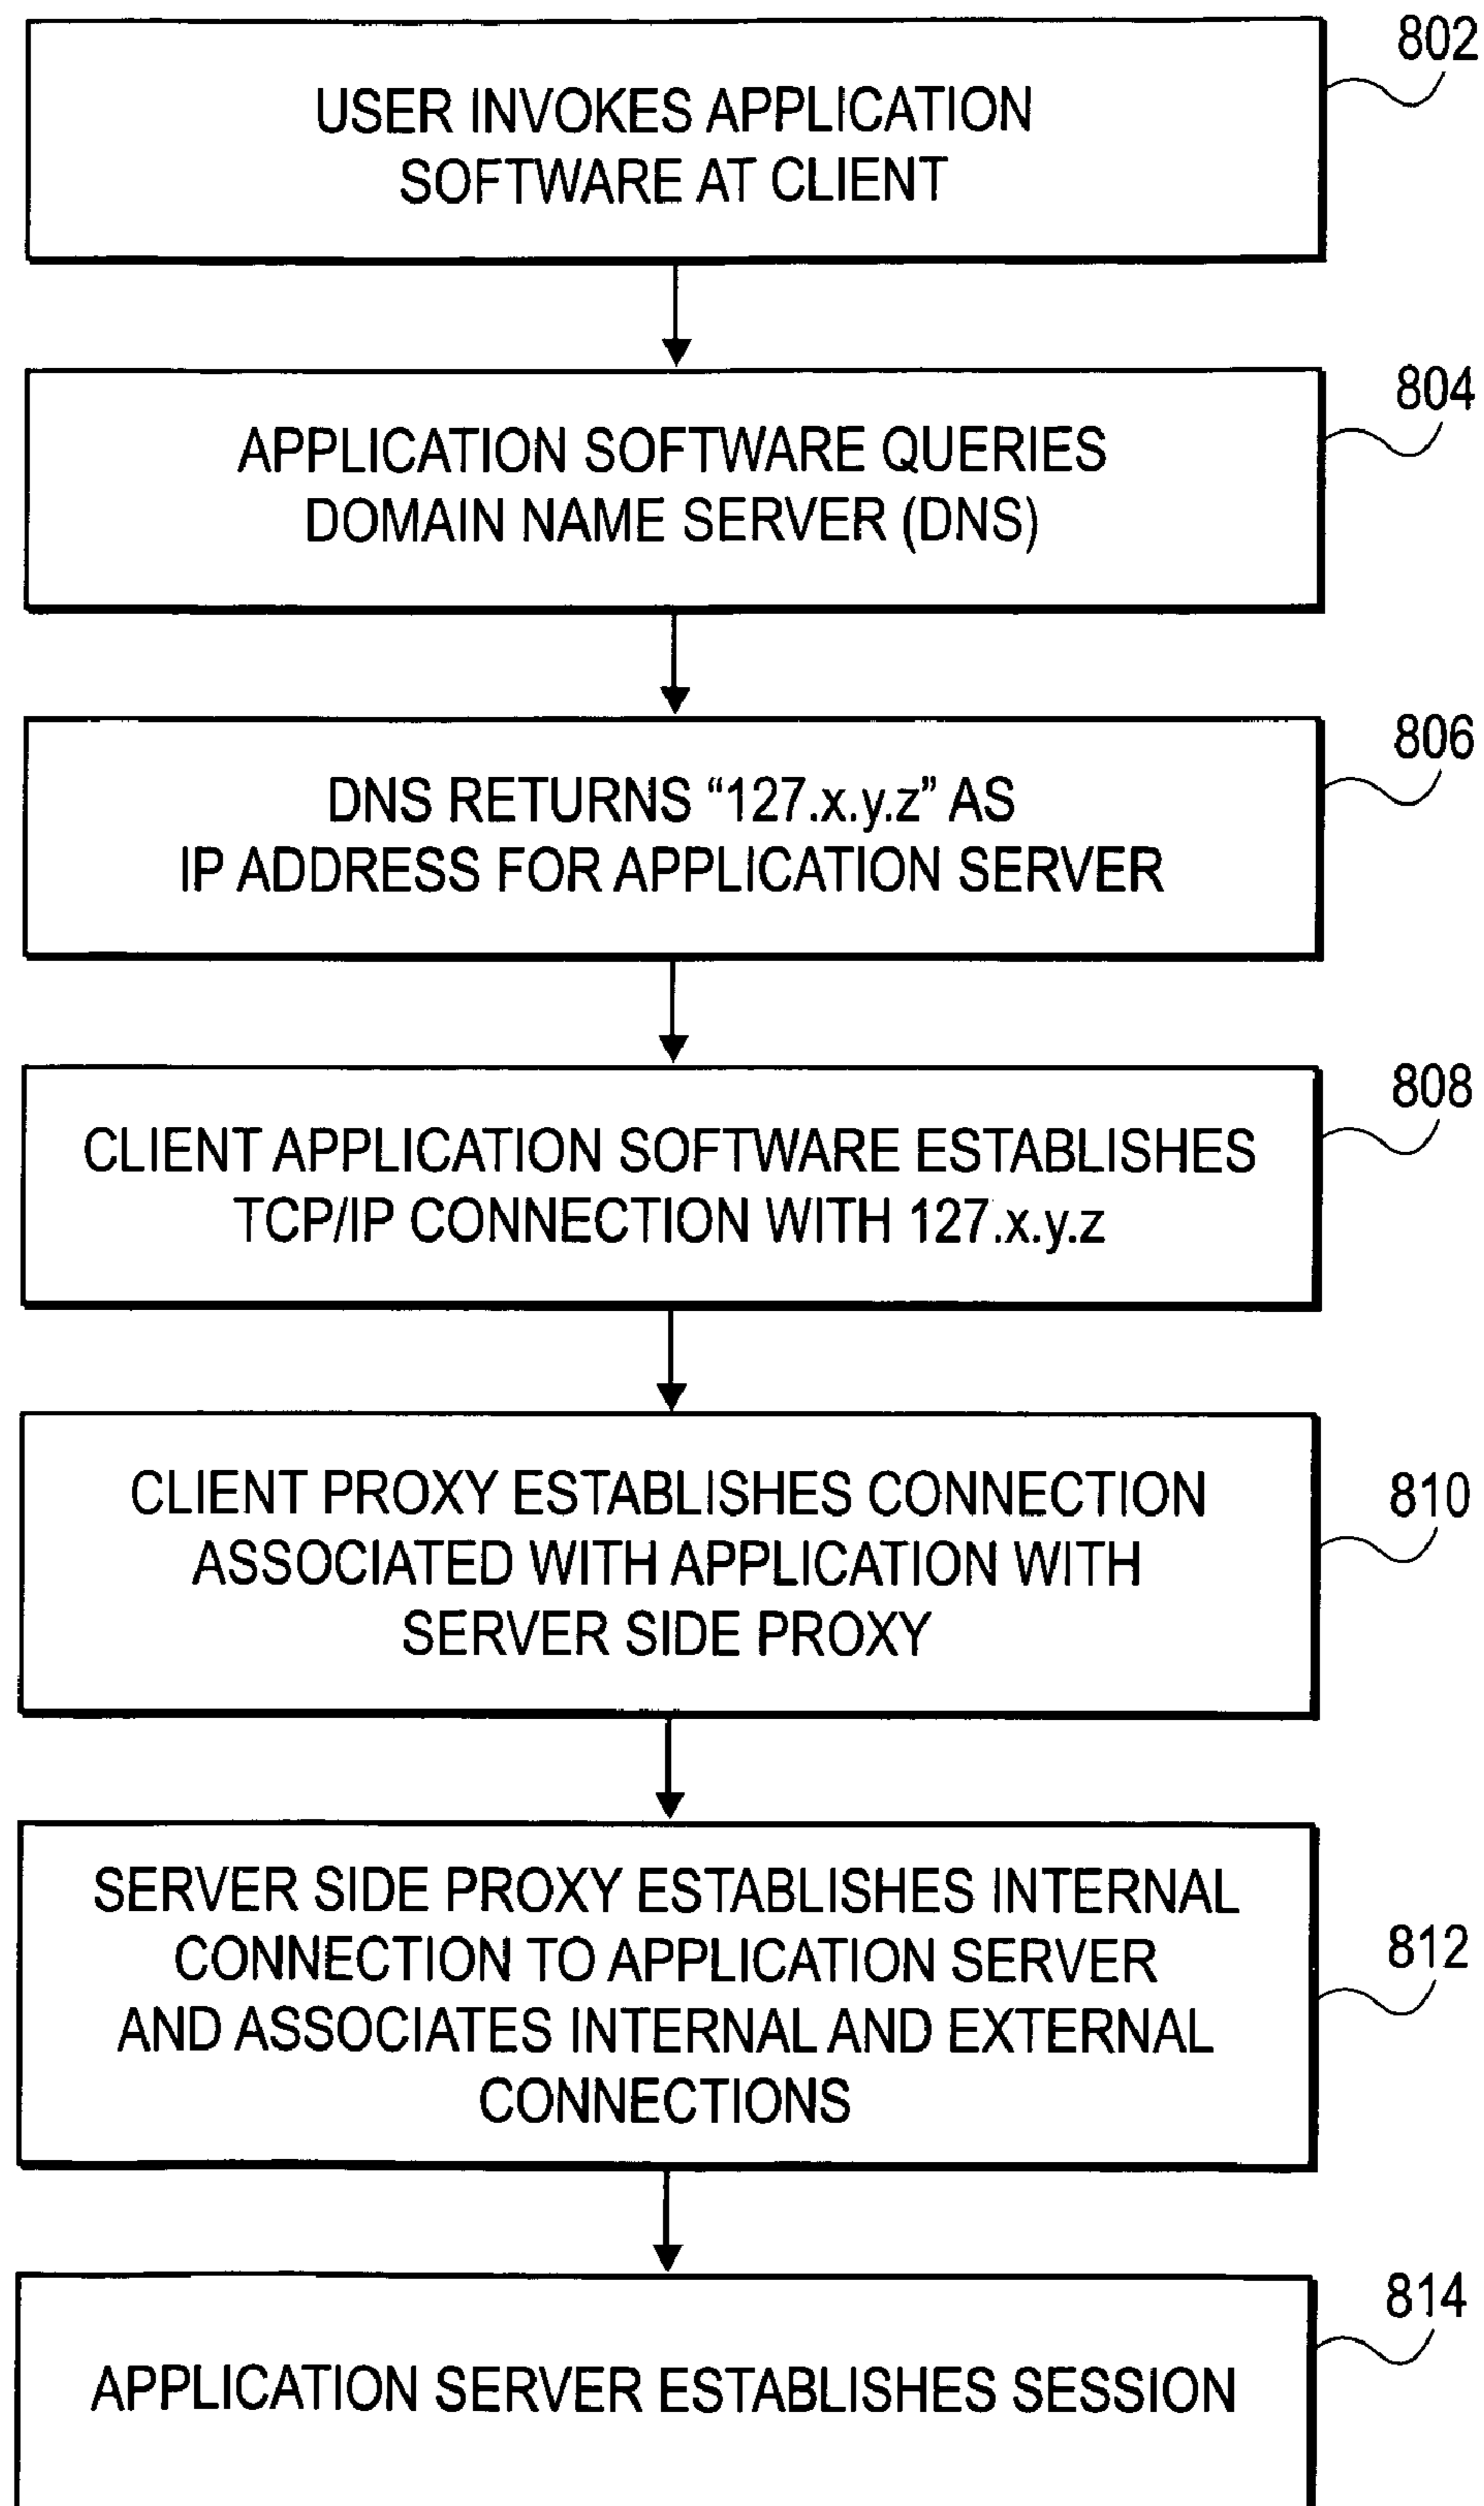 802
USER INVOKES APPLICATION
SOFTWARE AT CLIENT
804
APPLICATION SOFTWARE QUERIES
DOMAIN NAME SERVER (DNS)
806
DNS RETURNS “127.x.y.z” AS
IP ADDRESS FOR APPLICATION SERVER
808
CLIENT APPLICATION SOFTWARE ESTABLISHES
TCP/IP CONNECTION WITH 127.x.y.z
810
CLIENT PROXY ESTABLISHES CONNECTION
ASSOCIATED WITH APPLICATION WITH
SERVER SIDE PROXY
812
SERVER SIDE PROXY ESTABLISHES INTERNAL
CONNECTION TO APPLICATION SERVER
AND ASSOCIATES INTERNAL AND EXTERNAL
CONNECTIONS
814
APPLICATION SERVER ESTABLISHES SESSION